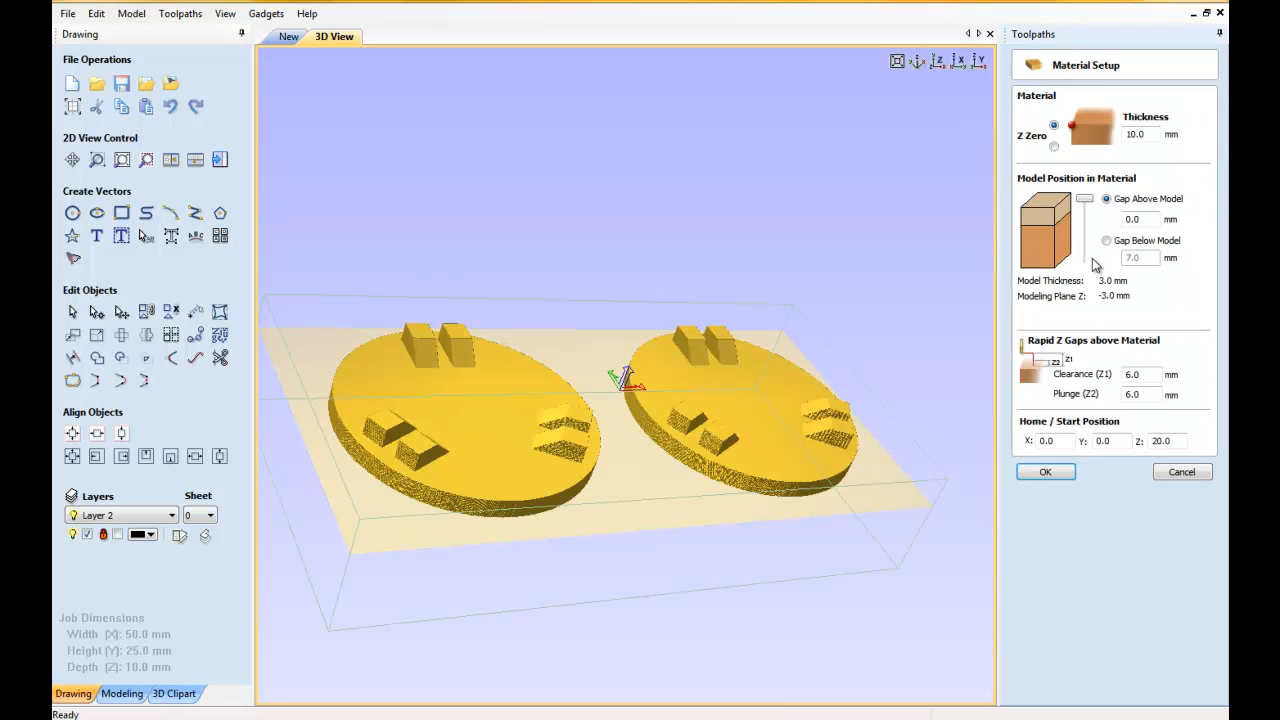 File Edit Model Toolpaths View Gadgets Help
Drawing
File Operations
2D View Control
Create Vectors
Edit Objects
Align Objects
Layers Sheet
Layer 2 0
Job Dimensions
Width (X): 50.0 mm
Height (Y): 25.0 mm
Depth (Z): 10.0 mm
Drawing Modeling 3D Clipart
Ready
New 3D View
Z X Y
Toolpaths
Material Setup
Material
Thickness
Z Zero 10.0 mm
Model Position in Material
Gap Above Model
0.0 mm
Gap Below Model
7.0 mm
Model Thickness: 3.0 mm
Modeling Plane Z: -3.0 mm
Rapid Z Gaps above Material
Z1
Z2
Clearance (Z1) 6.0 mm
Plunge (Z2) 6.0 mm
Home / Start Position
X: 0.0 Y: 0.0 Z: 20.0
OK Cancel